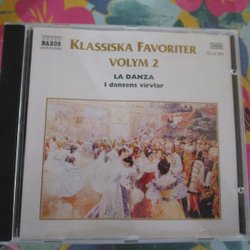 NAXOS
KLASSISKA FAVORITER
VOLYM 2
LA DANZA
I dansens virvlar